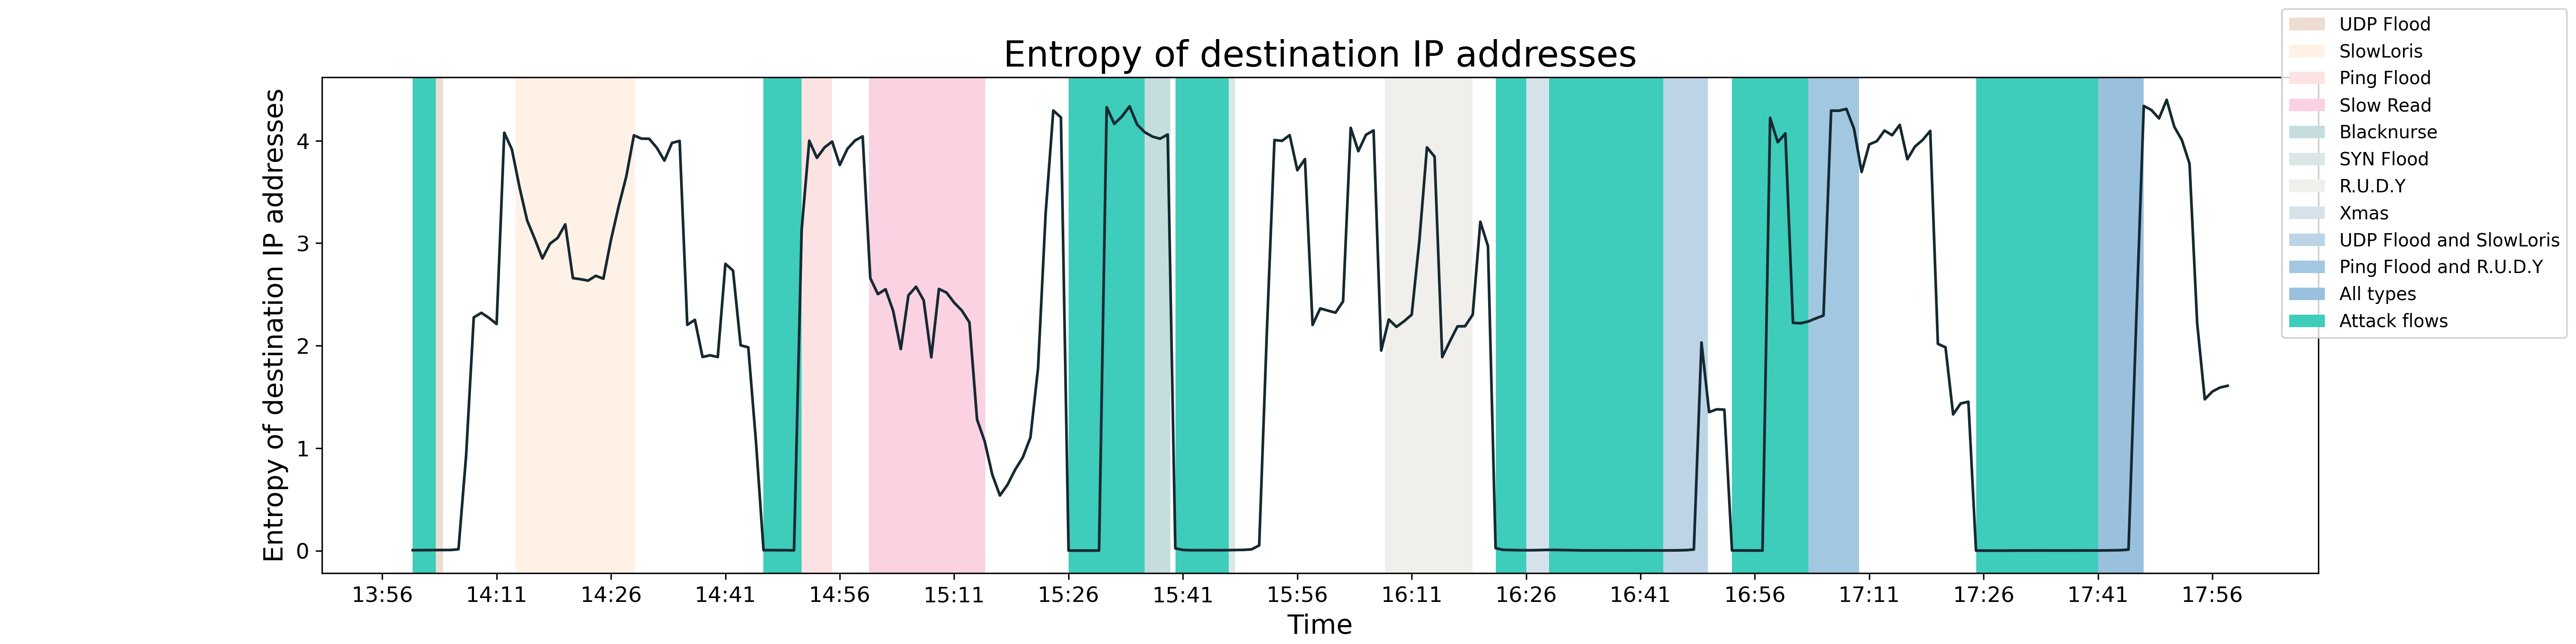 Entropy of destination IP addresses
Entropy of destination IP addresses
4
3
2
1
0
13:56
14:11
14:26
14:41
14:56
15:11
15:26
15:41
15:56
16:11
16:26
16:41
16:56
17:11
17:26
17:41
17:56
Time
UDP Flood
SlowLoris
Ping Flood
Slow Read
Blacknurse
SYN Flood
R.U.D.Y
Xmas
UDP Flood and SlowLoris
Ping Flood and R.U.D.Y
All types
Attack flows